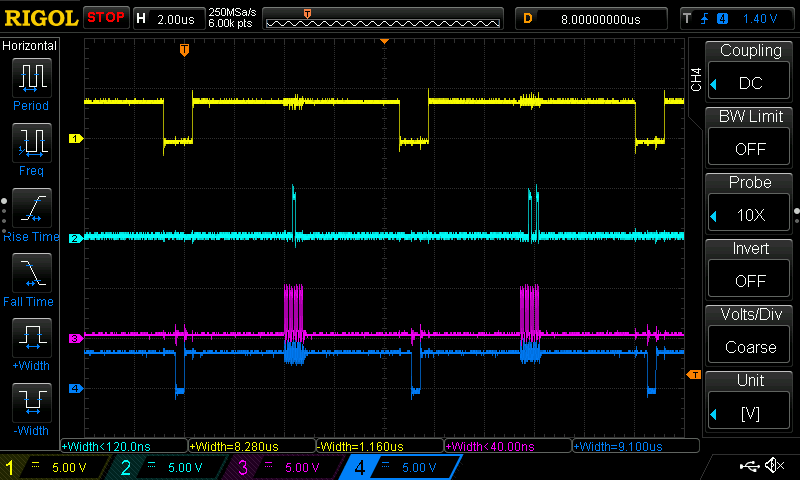 RIGOL STOP H 2.00us 250MSa/s 6.00k pts T D 8.00000000us T 4 1.40 V
Horizontal
Period
Freq
Rise Time
Fall Time
+Width
-Width
T
1
2
3
4
T
CH4
Coupling
DC
BW Limit
OFF
Probe
10X
Invert
OFF
Volts/Div
Coarse
Unit
[V]
+Width<120.0ns +Width=8.280us -Width=1.160us +Width<40.00ns +Width=9.100us
1 5.00 V 2 5.00 V 3 5.00 V 4 5.00 V